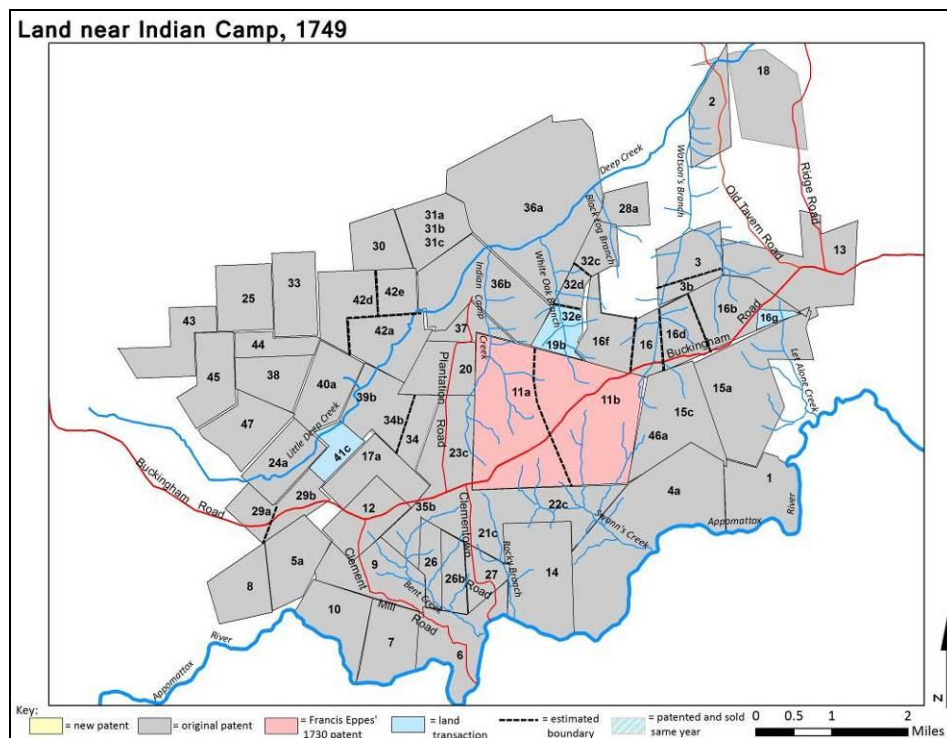 Land near Indian Camp, 1749
18
2
Deep Creek
Watson's Branch
Old Tavern Road
Ridge Road
36a
28a
Black Log Branch
31a
31b
31c
30
13
3
32c
White Oak Branch
33
Indian Camp Creek
36b
32d
42e
42d
3b
25
16b
32e
16g
43
42a
37
16f
16
16d
Buckingham Road
44
19b
Let Alone Creek
38
20
15a
45
40a
39b
11a
11b
Plantation Road
15c
47
34b
34
46a
Little Deep Creek
41c
17a
23c
24a
1
Buckingham Road
29b
4a
River
12
35b
22c
29a
Clementown Road
Swann's Creek
Appomattox
21c
5a
9
26
Rocky Branch
14
8
Clement Mill Road
26b
27
Bent Creek
10
7
6
Appomattox River
N
Key:
= new patent
= original patent
= Francis Eppes'
1730 patent
= land
transaction
= estimated
boundary
= patented and sold
same year
0 0.5 1 2
Miles